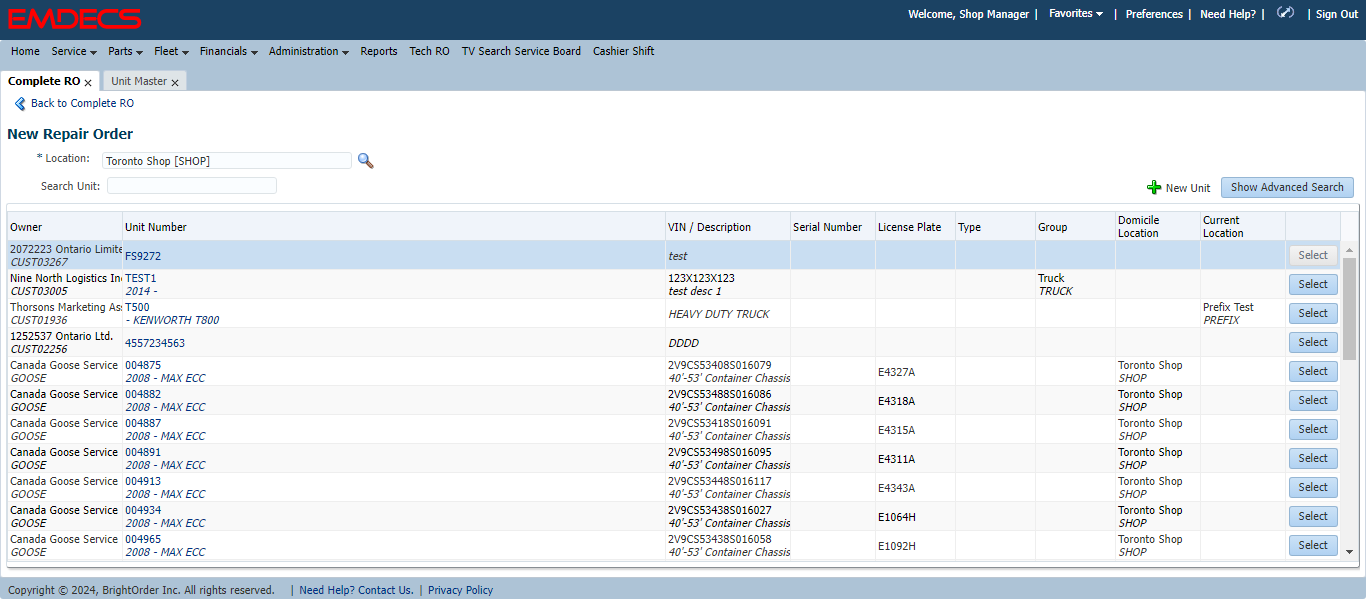 EMDECS
Welcome, Shop Manager | Favorites | Preferences | Need Help? | | Sign Out
Home Service Parts Fleet Financials Administration Reports Tech RO TV Search Service Board Cashier Shift
Complete RO x Unit Master x
Back to Complete RO
New Repair Order
* Location: Toronto Shop [SHOP]
Search Unit:
New Unit Show Advanced Search
Owner Unit Number VIN / Description Serial Number License Plate Type Group Domicile Location Current Location
2072223 Ontario Limite FS9272 test Select
CUST03267
Nine North Logistics In TEST1 123X123X123 Truck Select
CUST03005 2014 - test desc 1 TRUCK
Thorsons Marketing As T500 HEAVY DUTY TRUCK Prefix Test Select
CUST01936 - KENWORTH T800 PREFIX
1252537 Ontario Ltd. 4557234563 DDDD Select
CUST02256
Canada Goose Service 004875 2V9CS53408S016079 E4327A Toronto Shop Select
GOOSE 2008 - MAX ECC 40'-53' Container Chassis SHOP
Canada Goose Service 004882 2V9CS53488S016086 E4318A Toronto Shop Select
GOOSE 2008 - MAX ECC 40'-53' Container Chassis SHOP
Canada Goose Service 004887 2V9CS53418S016091 E4315A Toronto Shop Select
GOOSE 2008 - MAX ECC 40'-53' Container Chassis SHOP
Canada Goose Service 004891 2V9CS53498S016095 E4311A Toronto Shop Select
GOOSE 2008 - MAX ECC 40'-53' Container Chassis SHOP
Canada Goose Service 004913 2V9CS53448S016117 E4343A Toronto Shop Select
GOOSE 2008 - MAX ECC 40'-53' Container Chassis SHOP
Canada Goose Service 004934 2V9CS53438S016027 E1064H Toronto Shop Select
GOOSE 2008 - MAX ECC 40'-53' Container Chassis SHOP
Canada Goose Service 004965 2V9CS53438S016058 E1092H Toronto Shop Select
GOOSE 2008 - MAX ECC 40'-53' Container Chassis SHOP
Copyright © 2024, BrightOrder Inc. All rights reserved. | Need Help? Contact Us. | Privacy Policy